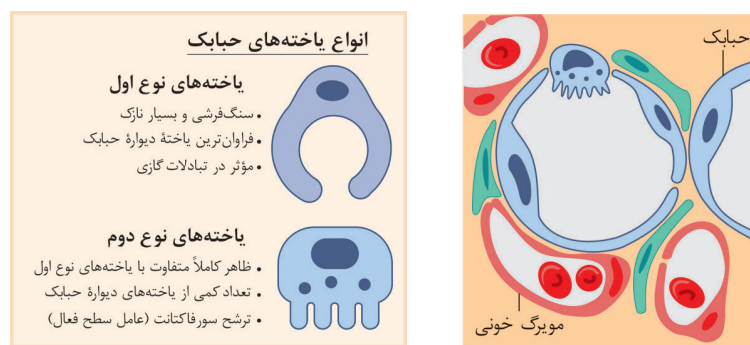 انواع یاخته‌های حبابک
یاخته‌های نوع اول
• سنگ‌فرشی و بسیار نازک
• فراوان‌ترین یاختهٔ دیوارهٔ حبابک
• مؤثر در تبادلات گازی
یاخته‌های نوع دوم
• ظاهر کاملاً متفاوت با یاخته‌های نوع اول
• تعداد کمی از یاخته‌های دیوارهٔ حبابک
• ترشح سورفاکتانت (عامل سطح فعال)
حبابک
مویرگ خونی